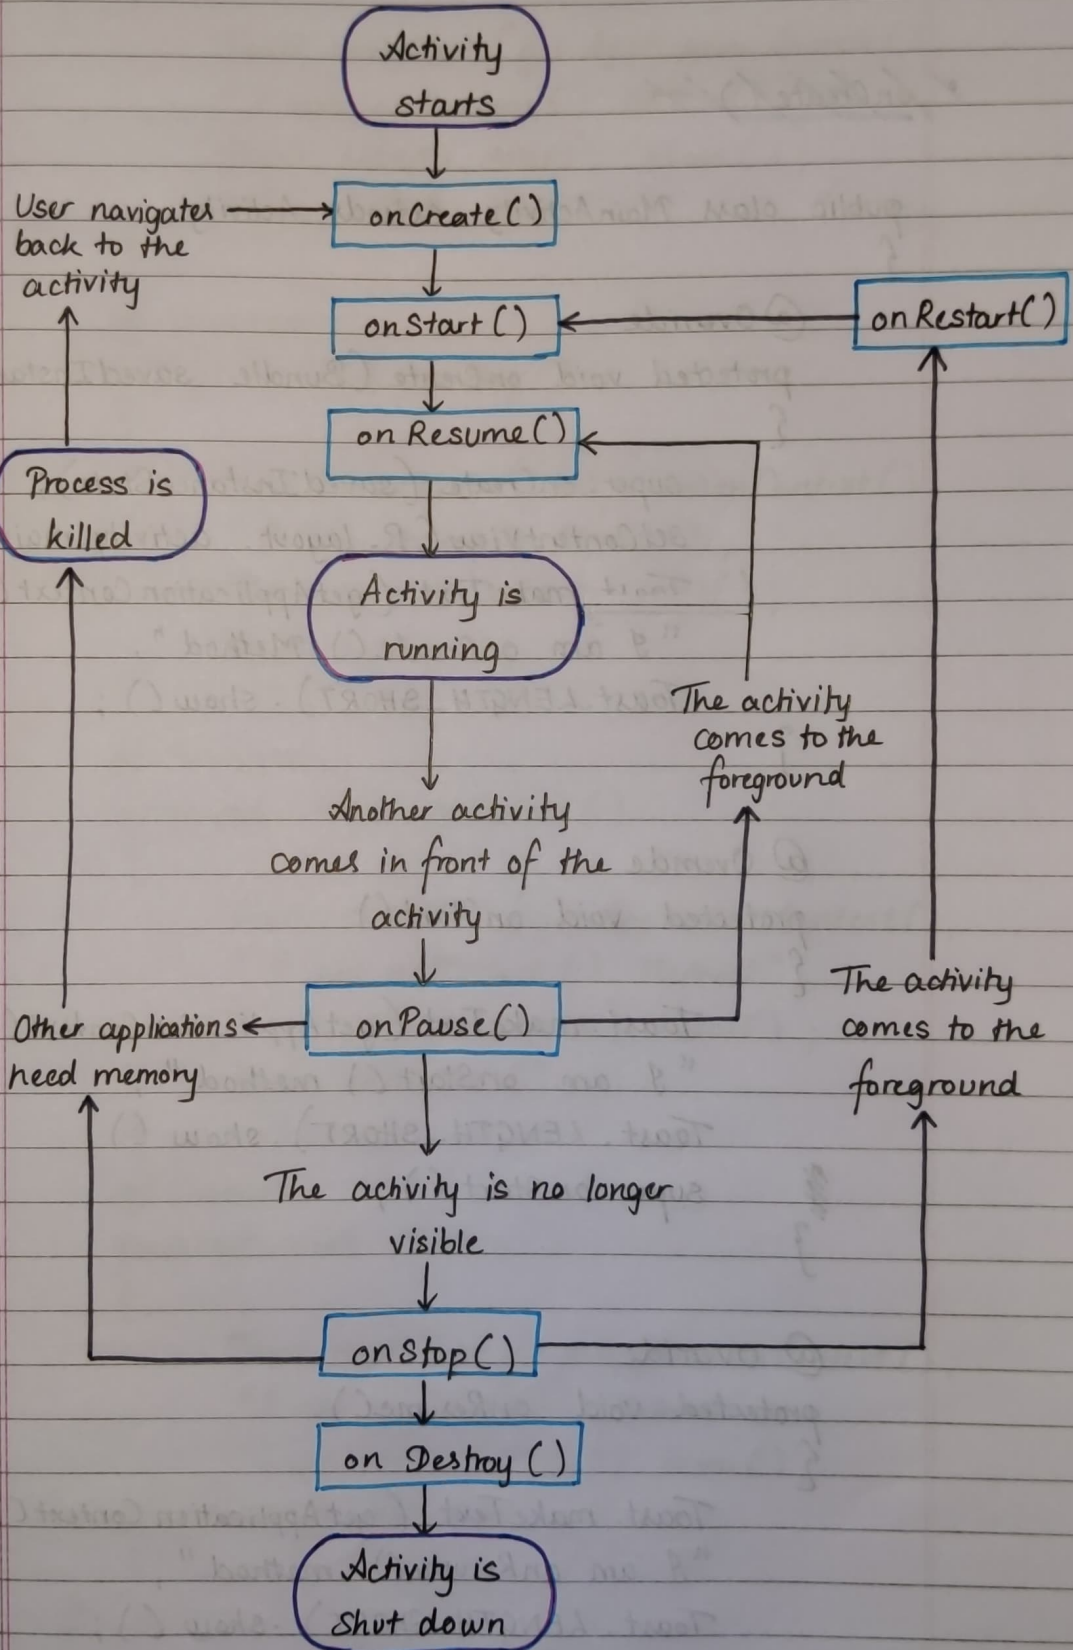 Activity
starts
User navigates
back to the
activity
onCreate()
onStart()
onRestart()
onResume()
Process is
killed
Activity is
running
The activity
comes to the
foreground
Another activity
comes in front of the
activity
onPause()
Other applications
need memory
The activity
comes to the
foreground
The activity is no longer
visible
onStop()
on Destroy()
Activity is
Shut down